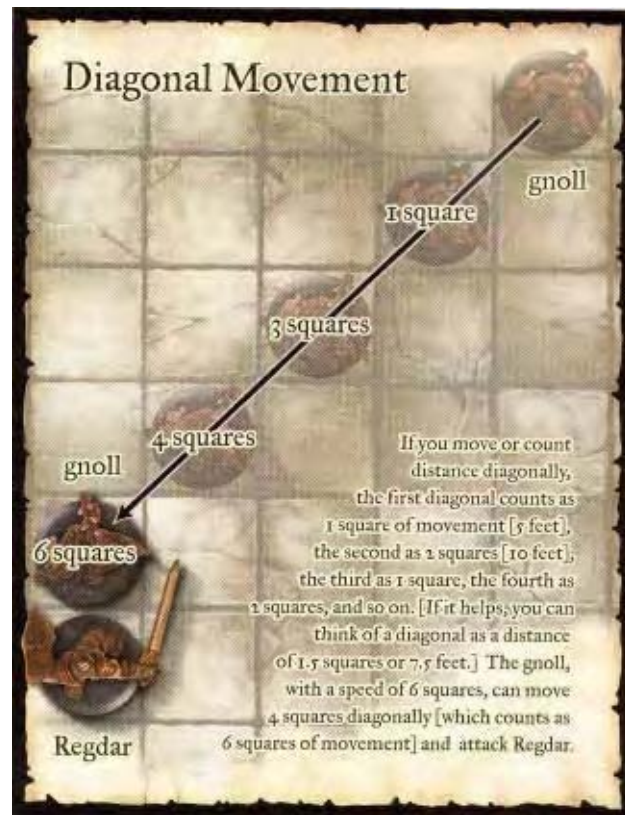 Diagonal Movement
gnoll
1 square
3 squares
4 squares
gnoll
6 squares
Regdar
If you move or count
distance diagonally,
the first diagonal counts as
1 square of movement [5 feet],
the second as 2 squares [10 feet],
the third as 1 square, the fourth as
2 squares, and so on. [If it helps, you can
think of a diagonal as a distance
of 1.5 squares or 7,5 feet.] The gnoll,
with a speed of 6 squares, can move
4 squares diagonally [which counts as
6 squares of movement] and attack Regdar.